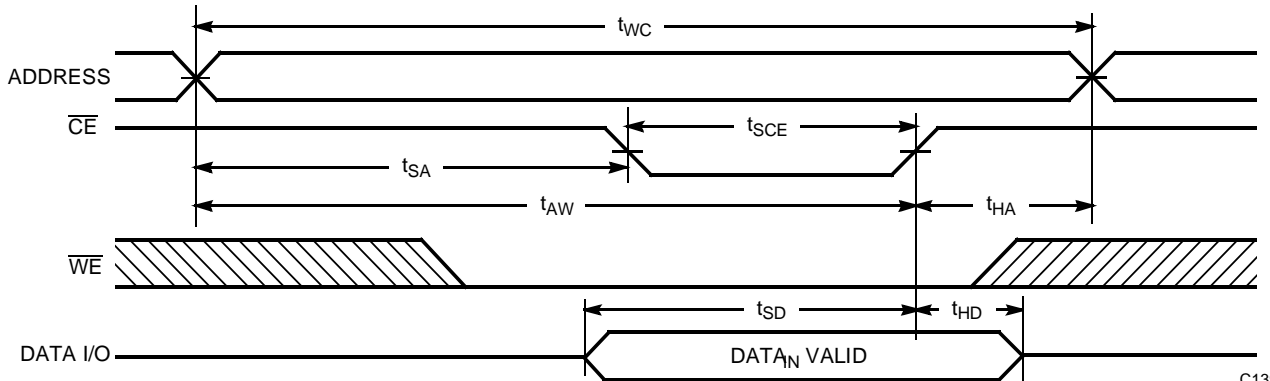 tWC
ADDRESS
CE
tSCE
tSA
tAW
tHA
WE
tSD
tHD
DATA I/O
DATAIN VALID
C13